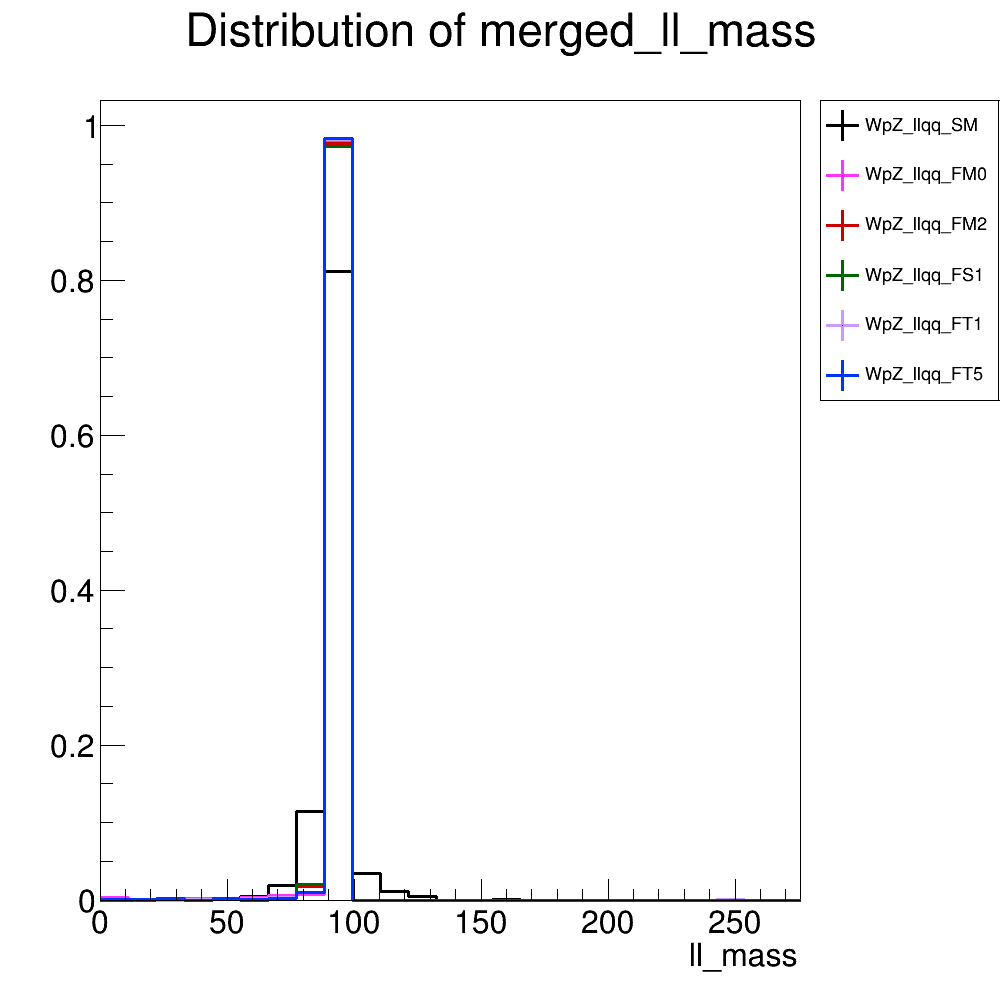 Distribution of merged_ll_mass
1
0.8
0.6
0.4
0.2
0
0 50 100 150 200 250
ll_mass
WpZ_llqq_SM
WpZ_llqq_FM0
WpZ_llqq_FM2
WpZ_llqq_FS1
WpZ_llqq_FT1
WpZ_llqq_FT5